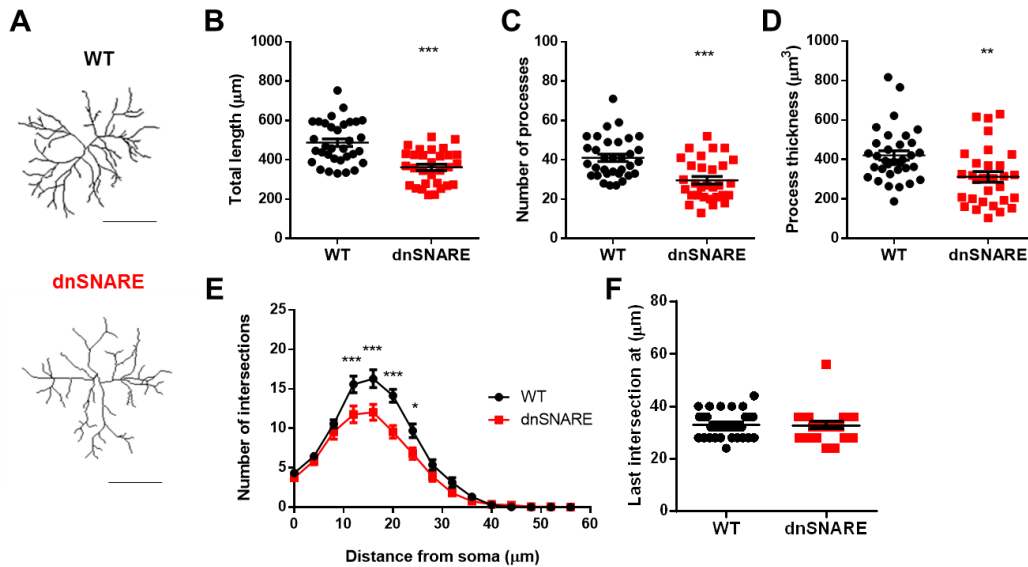 A
WT
dnSNARE
B
Total length (μm)
1000
800
600
400
200
0
***
WT
dnSNARE
C
Number of processes
100
80
60
40
20
0
***
WT
dnSNARE
D
Process thickness (μm³)
1000
800
600
400
200
0
**
WT
dnSNARE
E
Number of intersections
25
20
15
10
5
0
***
***
***
*
WT
dnSNARE
0
10
20
30
40
50
60
Distance from soma (μm)
F
Last intersection at (μm)
80
60
40
20
0
WT
dnSNARE